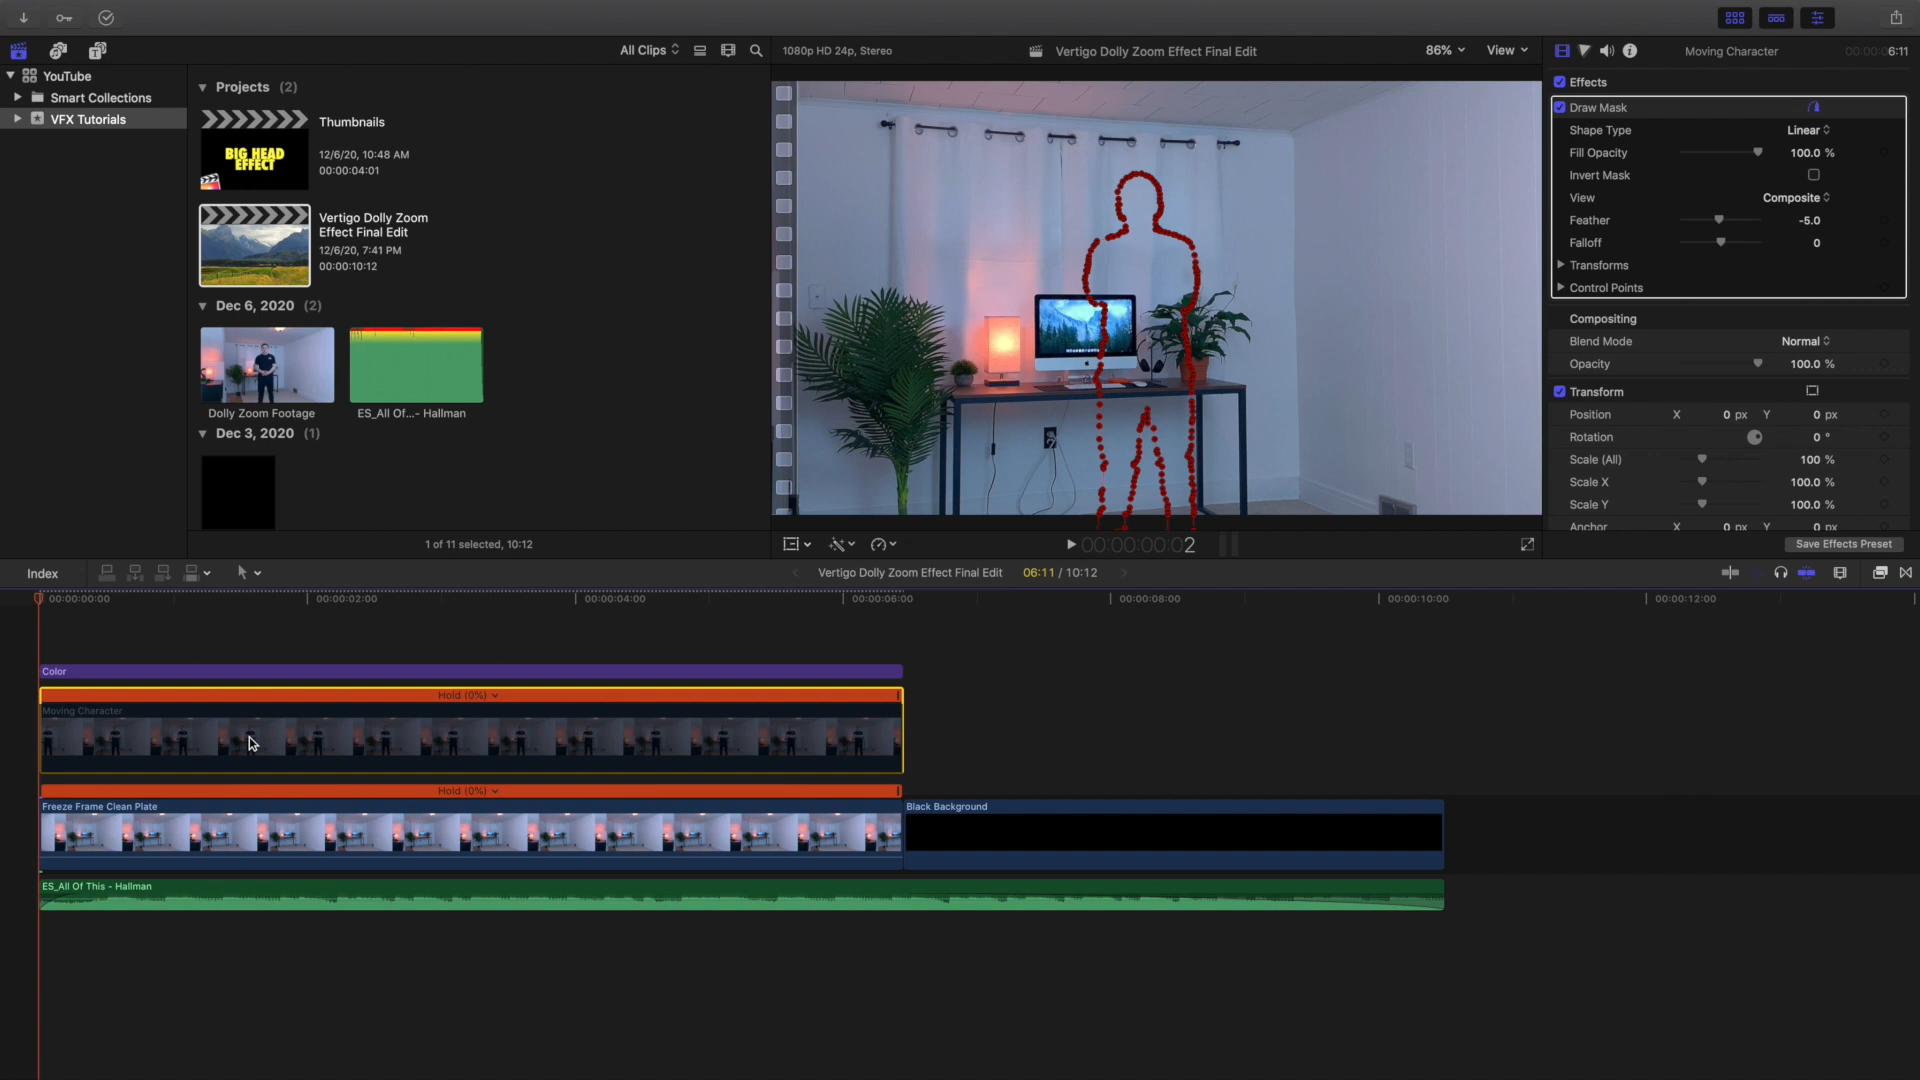 All Clips
1080p HD 24p, Stereo
Vertigo Dolly Zoom Effect Final Edit
86%
View
Moving Character
00:00:06:11
YouTube
Smart Collections
VFX Tutorials
Projects (2)
Thumbnails
12/6/20, 10:48 AM
00:00:04:01
BIG HEAD
EFFECT
Vertigo Dolly Zoom
Effect Final Edit
12/6/20, 7:41 PM
00:00:10:12
Dec 6, 2020 (2)
Dolly Zoom Footage
ES_All Of...- Hallman
Dec 3, 2020 (1)
1 of 11 selected, 10:12
00:00:00:02
Effects
Draw Mask
Shape Type
Linear
Fill Opacity
100.0 %
Invert Mask
View
Composite
Feather
-5.0
Falloff
0
Transforms
Control Points
Compositing
Blend Mode
Normal
Opacity
100.0 %
Transform
Position X 0 px Y 0 px
Rotation
0 °
Scale (All)
100 %
Scale X
100.0 %
Scale Y
100.0 %
Anchor X 0 px Y 0 px
Save Effects Preset
Index
Vertigo Dolly Zoom Effect Final Edit
06:11 / 10:12
00:00:00:00
00:00:02:00
00:00:04:00
00:00:06:00
00:00:08:00
00:00:10:00
00:00:12:00
Color
Hold (0%)
Moving Character
Hold (0%)
Freeze Frame Clean Plate
Black Background
ES_All Of This - Hallman